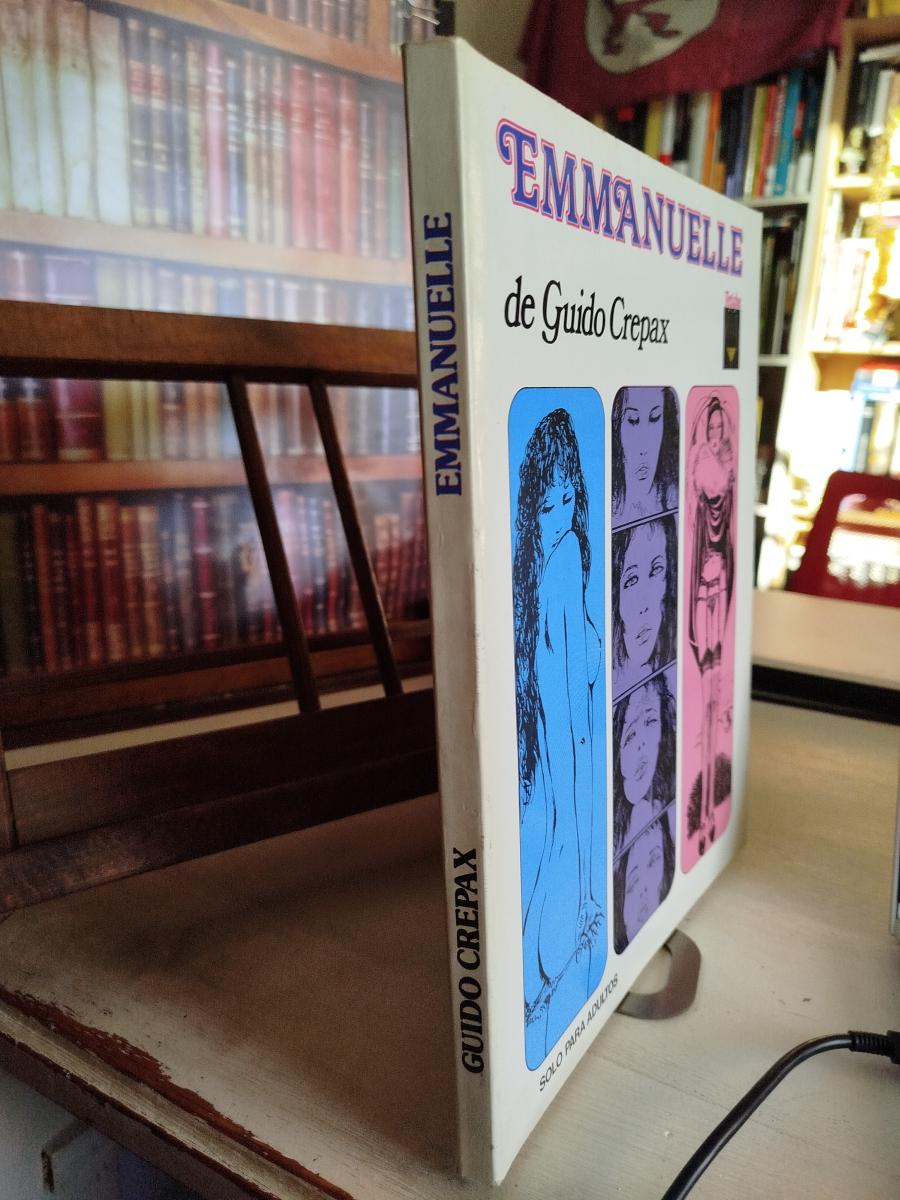 EMMANUELLE
de Guido Crepax
SOLO PARA ADULTOS
EMMANUELLE
GUIDO CREPAX